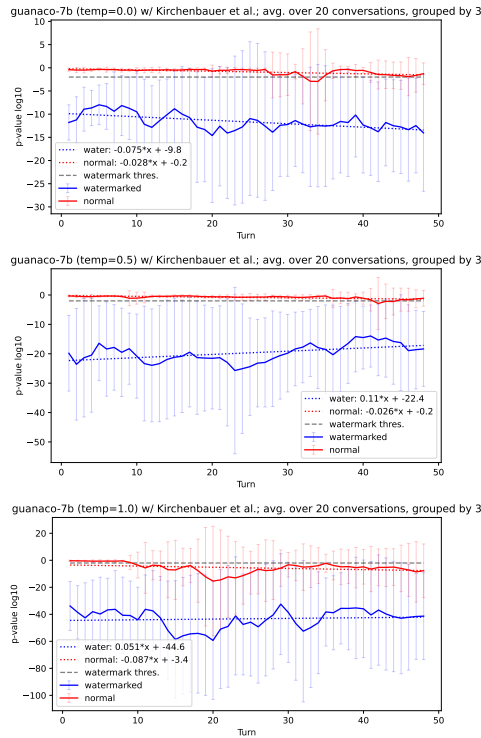 guanaco-7b (temp=0.0) w/ Kirchenbauer et al.; avg. over 20 conversations, grouped by 3
p-value log10
0
−5
−10
−15
−20
−25
−30
water: -0.075*x + -9.8
normal: -0.028*x + -0.2
watermark thres.
watermarked
normal
0 10 20 30 40 50
Turn
guanaco-7b (temp=0.5) w/ Kirchenbauer et al.; avg. over 20 conversations, grouped by 3
p-value log10
0
−10
−20
−30
−40
−50
water: 0.11*x + -22.4
normal: -0.026*x + -0.2
watermark thres.
watermarked
normal
0 10 20 30 40 50
Turn
guanaco-7b (temp=1.0) w/ Kirchenbauer et al.; avg. over 20 conversations, grouped by 3
p-value log10
20
0
−20
−40
−60
−80
−100
water: 0.051*x + -44.6
normal: -0.087*x + -3.4
watermark thres.
watermarked
normal
0 10 20 30 40 50
Turn